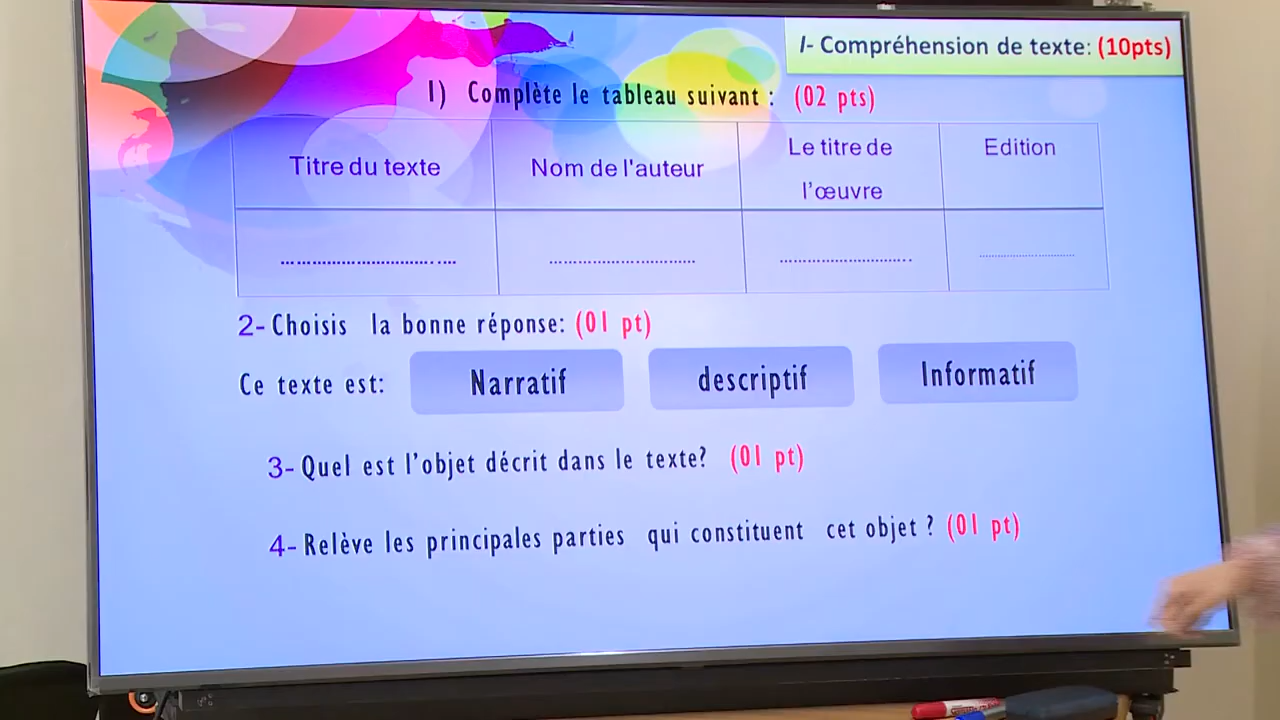 I- Compréhension de texte: (10pts)
1) Complète le tableau suivant : (02 pts)
Titre du texte
Nom de l'auteur
Le titre de
l'œuvre
Edition
2- Choisis la bonne réponse: (01 pt)
Ce texte est: Narratif descriptif Informatif
3- Quel est l'objet décrit dans le texte? (01 pt)
4- Relève les principales parties qui constituent cet objet ? (01 pt)